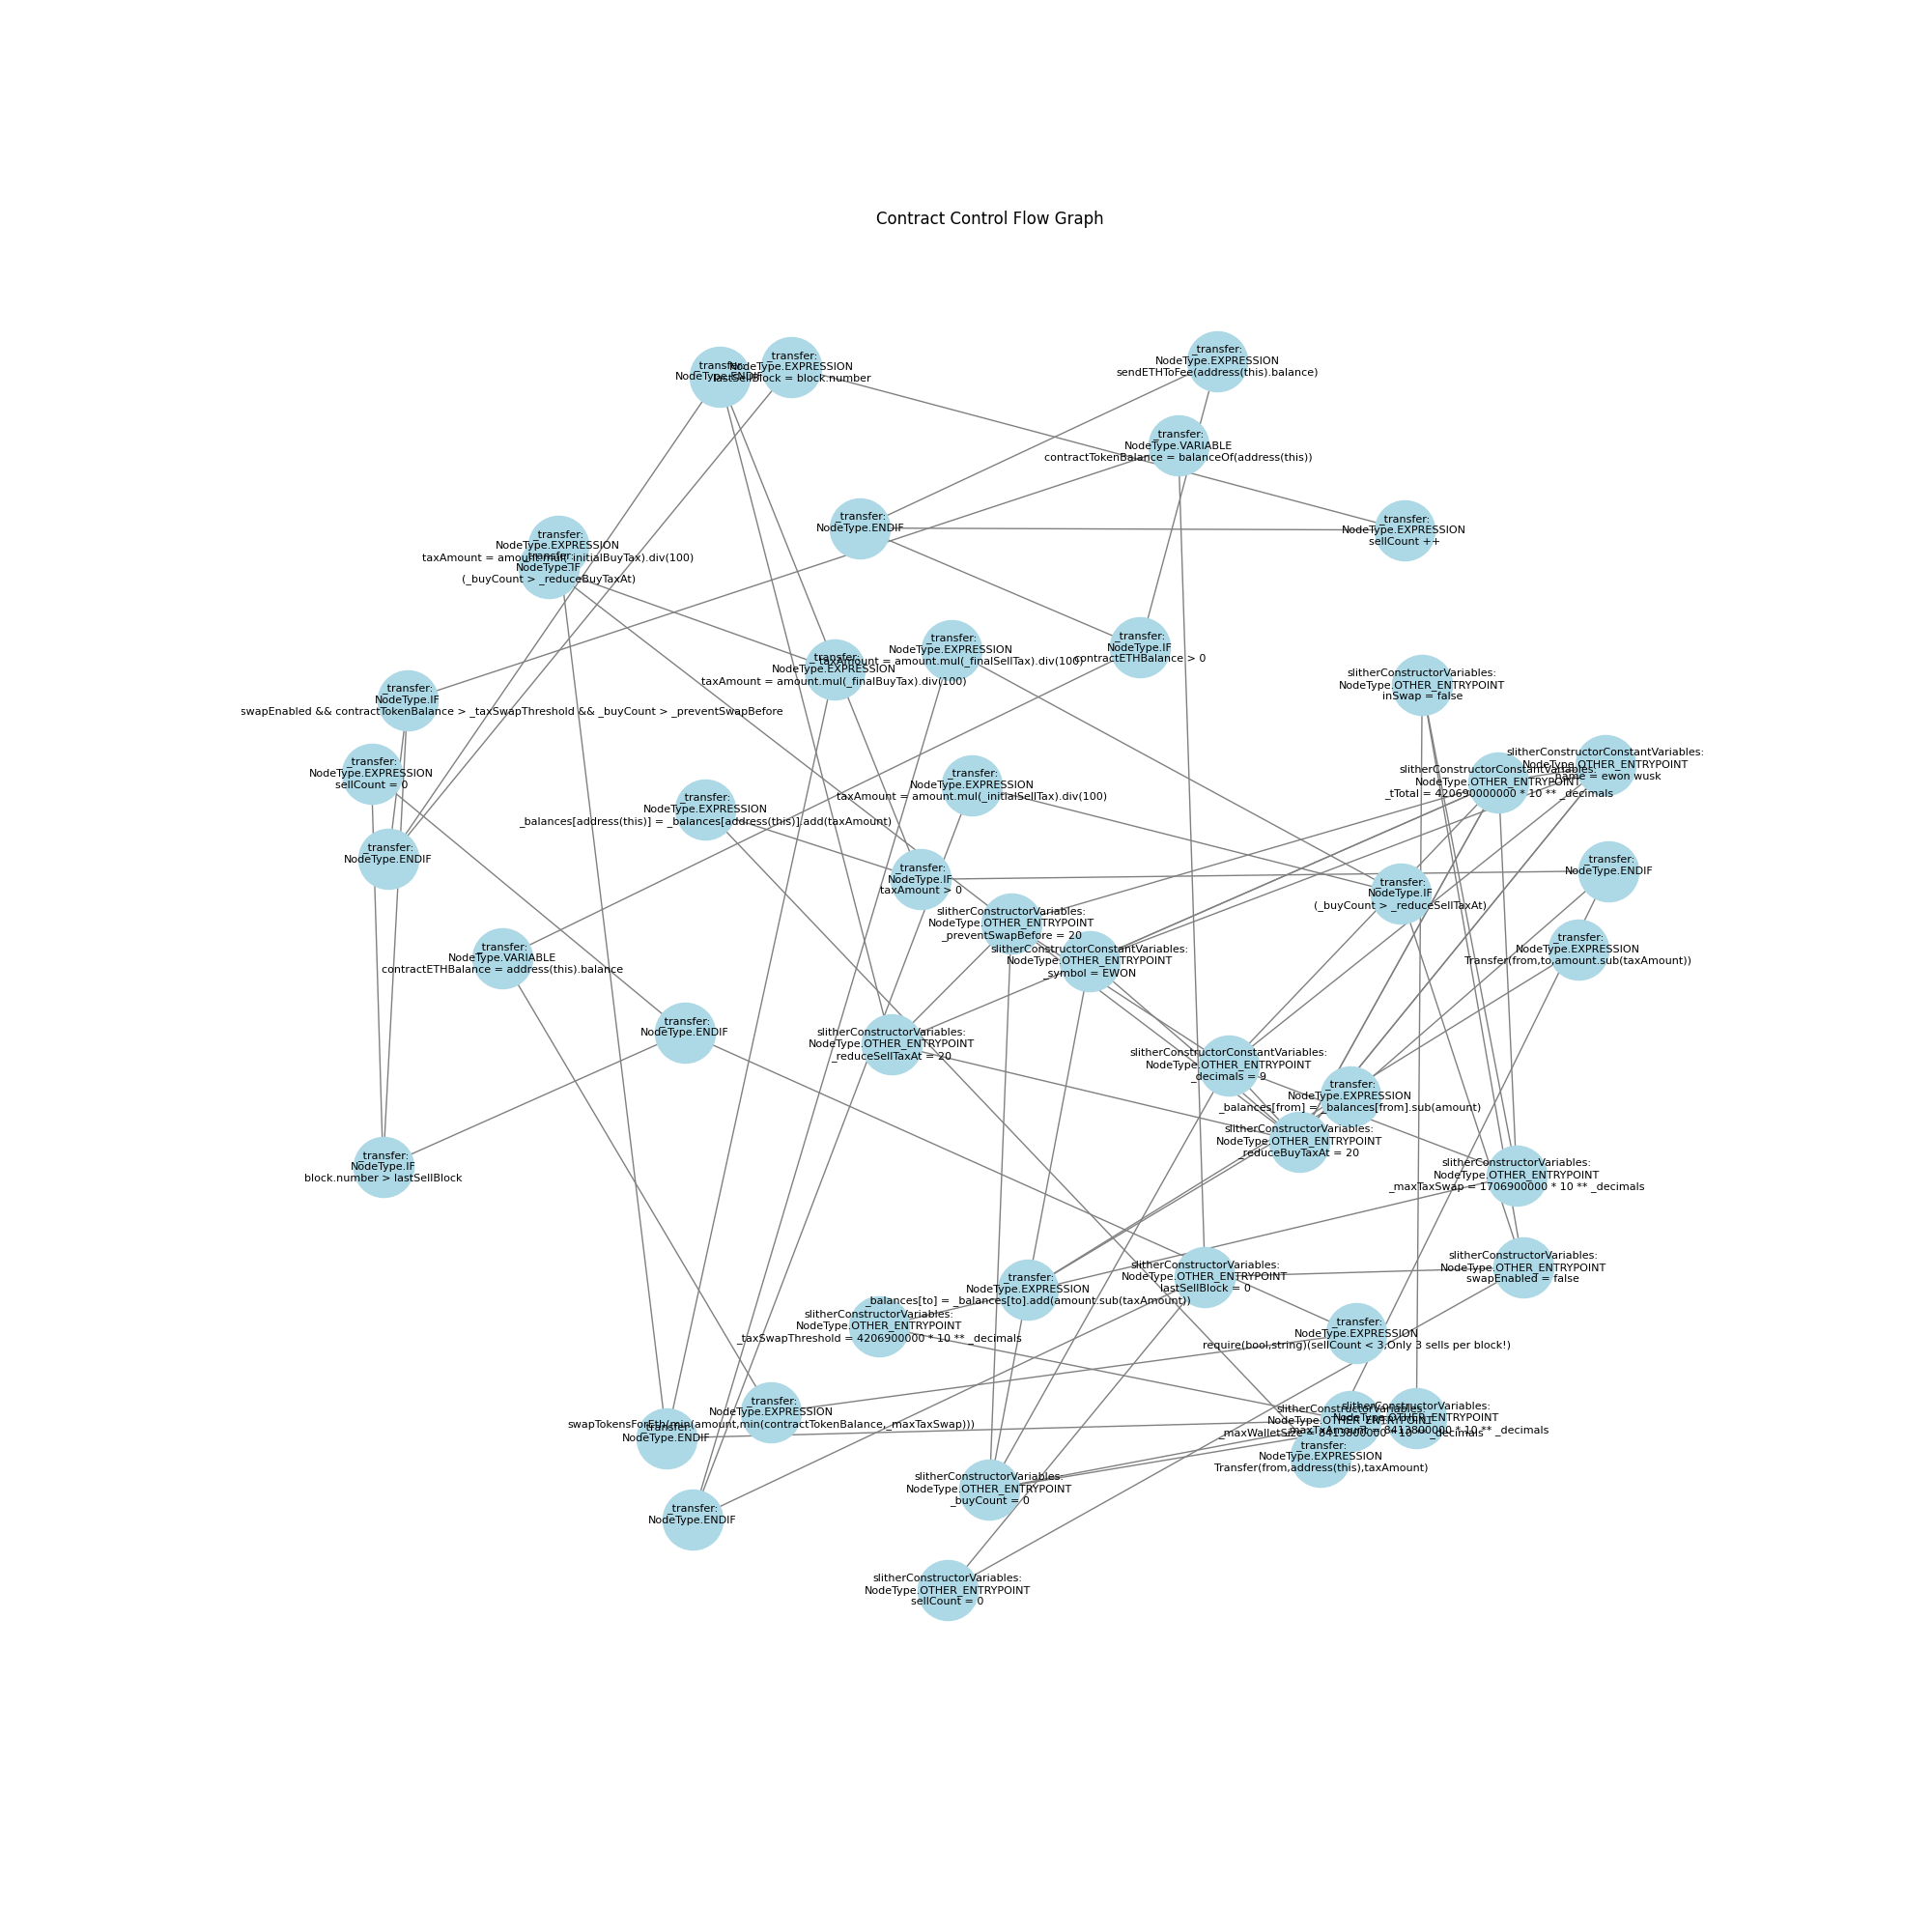 Contract Control Flow Graph
_transfer:
NodeType.ENDIF
_transfer:
NodeType.EXPRESSION
lastSellBlock = block.number
_transfer:
NodeType.EXPRESSION
sendETHToFee(address(this).balance)
_transfer:
NodeType.VARIABLE
contractTokenBalance = balanceOf(address(this))
_transfer:
NodeType.ENDIF
_transfer:
NodeType.EXPRESSION
sellCount ++
_transfer:
NodeType.EXPRESSION
taxAmount = amount.mul(_initialBuyTax).div(100)
_transfer:
NodeType.IF
(_buyCount > _reduceBuyTaxAt)
_transfer:
NodeType.EXPRESSION
taxAmount = amount.mul(_finalSellTax).div(100)
_transfer:
NodeType.IF
contractETHBalance > 0
_transfer:
NodeType.EXPRESSION
taxAmount = amount.mul(_finalBuyTax).div(100)
slitherConstructorVariables:
NodeType.OTHER_ENTRYPOINT
inSwap = false
_transfer:
NodeType.IF
swapEnabled && contractTokenBalance > _taxSwapThreshold && _buyCount > _preventSwapBefore
_transfer:
NodeType.EXPRESSION
sellCount = 0
slitherConstructorConstantVariables:
NodeType.OTHER_ENTRYPOINT
_name = ewon wusk
slitherConstructorConstantVariables:
NodeType.OTHER_ENTRYPOINT
_tTotal = 420690000000 * 10 ** _decimals
_transfer:
NodeType.EXPRESSION
taxAmount = amount.mul(_initialSellTax).div(100)
_transfer:
NodeType.EXPRESSION
_balances[address(this)] = _balances[address(this)].add(taxAmount)
_transfer:
NodeType.ENDIF
_transfer:
NodeType.ENDIF
_transfer:
NodeType.IF
taxAmount > 0
_transfer:
NodeType.IF
(_buyCount > _reduceSellTaxAt)
slitherConstructorVariables:
NodeType.OTHER_ENTRYPOINT
_preventSwapBefore = 20
_transfer:
NodeType.EXPRESSION
Transfer(from,to,amount.sub(taxAmount))
_transfer:
NodeType.VARIABLE
contractETHBalance = address(this).balance
slitherConstructorConstantVariables:
NodeType.OTHER_ENTRYPOINT
_symbol = EWON
_transfer:
NodeType.ENDIF
slitherConstructorVariables:
NodeType.OTHER_ENTRYPOINT
_reduceSellTaxAt = 20
slitherConstructorConstantVariables:
NodeType.OTHER_ENTRYPOINT
_decimals = 9
_transfer:
NodeType.EXPRESSION
_balances[from] = _balances[from].sub(amount)
slitherConstructorVariables:
NodeType.OTHER_ENTRYPOINT
_reduceBuyTaxAt = 20
_transfer:
NodeType.IF
block.number > lastSellBlock
slitherConstructorVariables:
NodeType.OTHER_ENTRYPOINT
_maxTaxSwap = 1706900000 * 10 ** _decimals
slitherConstructorVariables:
NodeType.OTHER_ENTRYPOINT
swapEnabled = false
slitherConstructorVariables:
NodeType.OTHER_ENTRYPOINT
lastSellBlock = 0
_transfer:
NodeType.EXPRESSION
_balances[to] = _balances[to].add(amount.sub(taxAmount))
slitherConstructorVariables:
NodeType.OTHER_ENTRYPOINT
_taxSwapThreshold = 4206900000 * 10 ** _decimals
_transfer:
NodeType.EXPRESSION
require(bool,string)(sellCount < 3,Only 3 sells per block!)
_transfer:
NodeType.EXPRESSION
swapTokensForEth(min(amount,min(contractTokenBalance,_maxTaxSwap)))
_transfer:
NodeType.ENDIF
slitherConstructorVariables:
NodeType.OTHER_ENTRYPOINT
_maxTxAmount = 8413800000 * 10 ** _decimals
slitherConstructorVariables:
NodeType.OTHER_ENTRYPOINT
_maxWalletSize = 8413800000 * 10 ** _decimals
_transfer:
NodeType.EXPRESSION
Transfer(from,address(this),taxAmount)
slitherConstructorVariables:
NodeType.OTHER_ENTRYPOINT
_buyCount = 0
_transfer:
NodeType.ENDIF
slitherConstructorVariables:
NodeType.OTHER_ENTRYPOINT
sellCount = 0